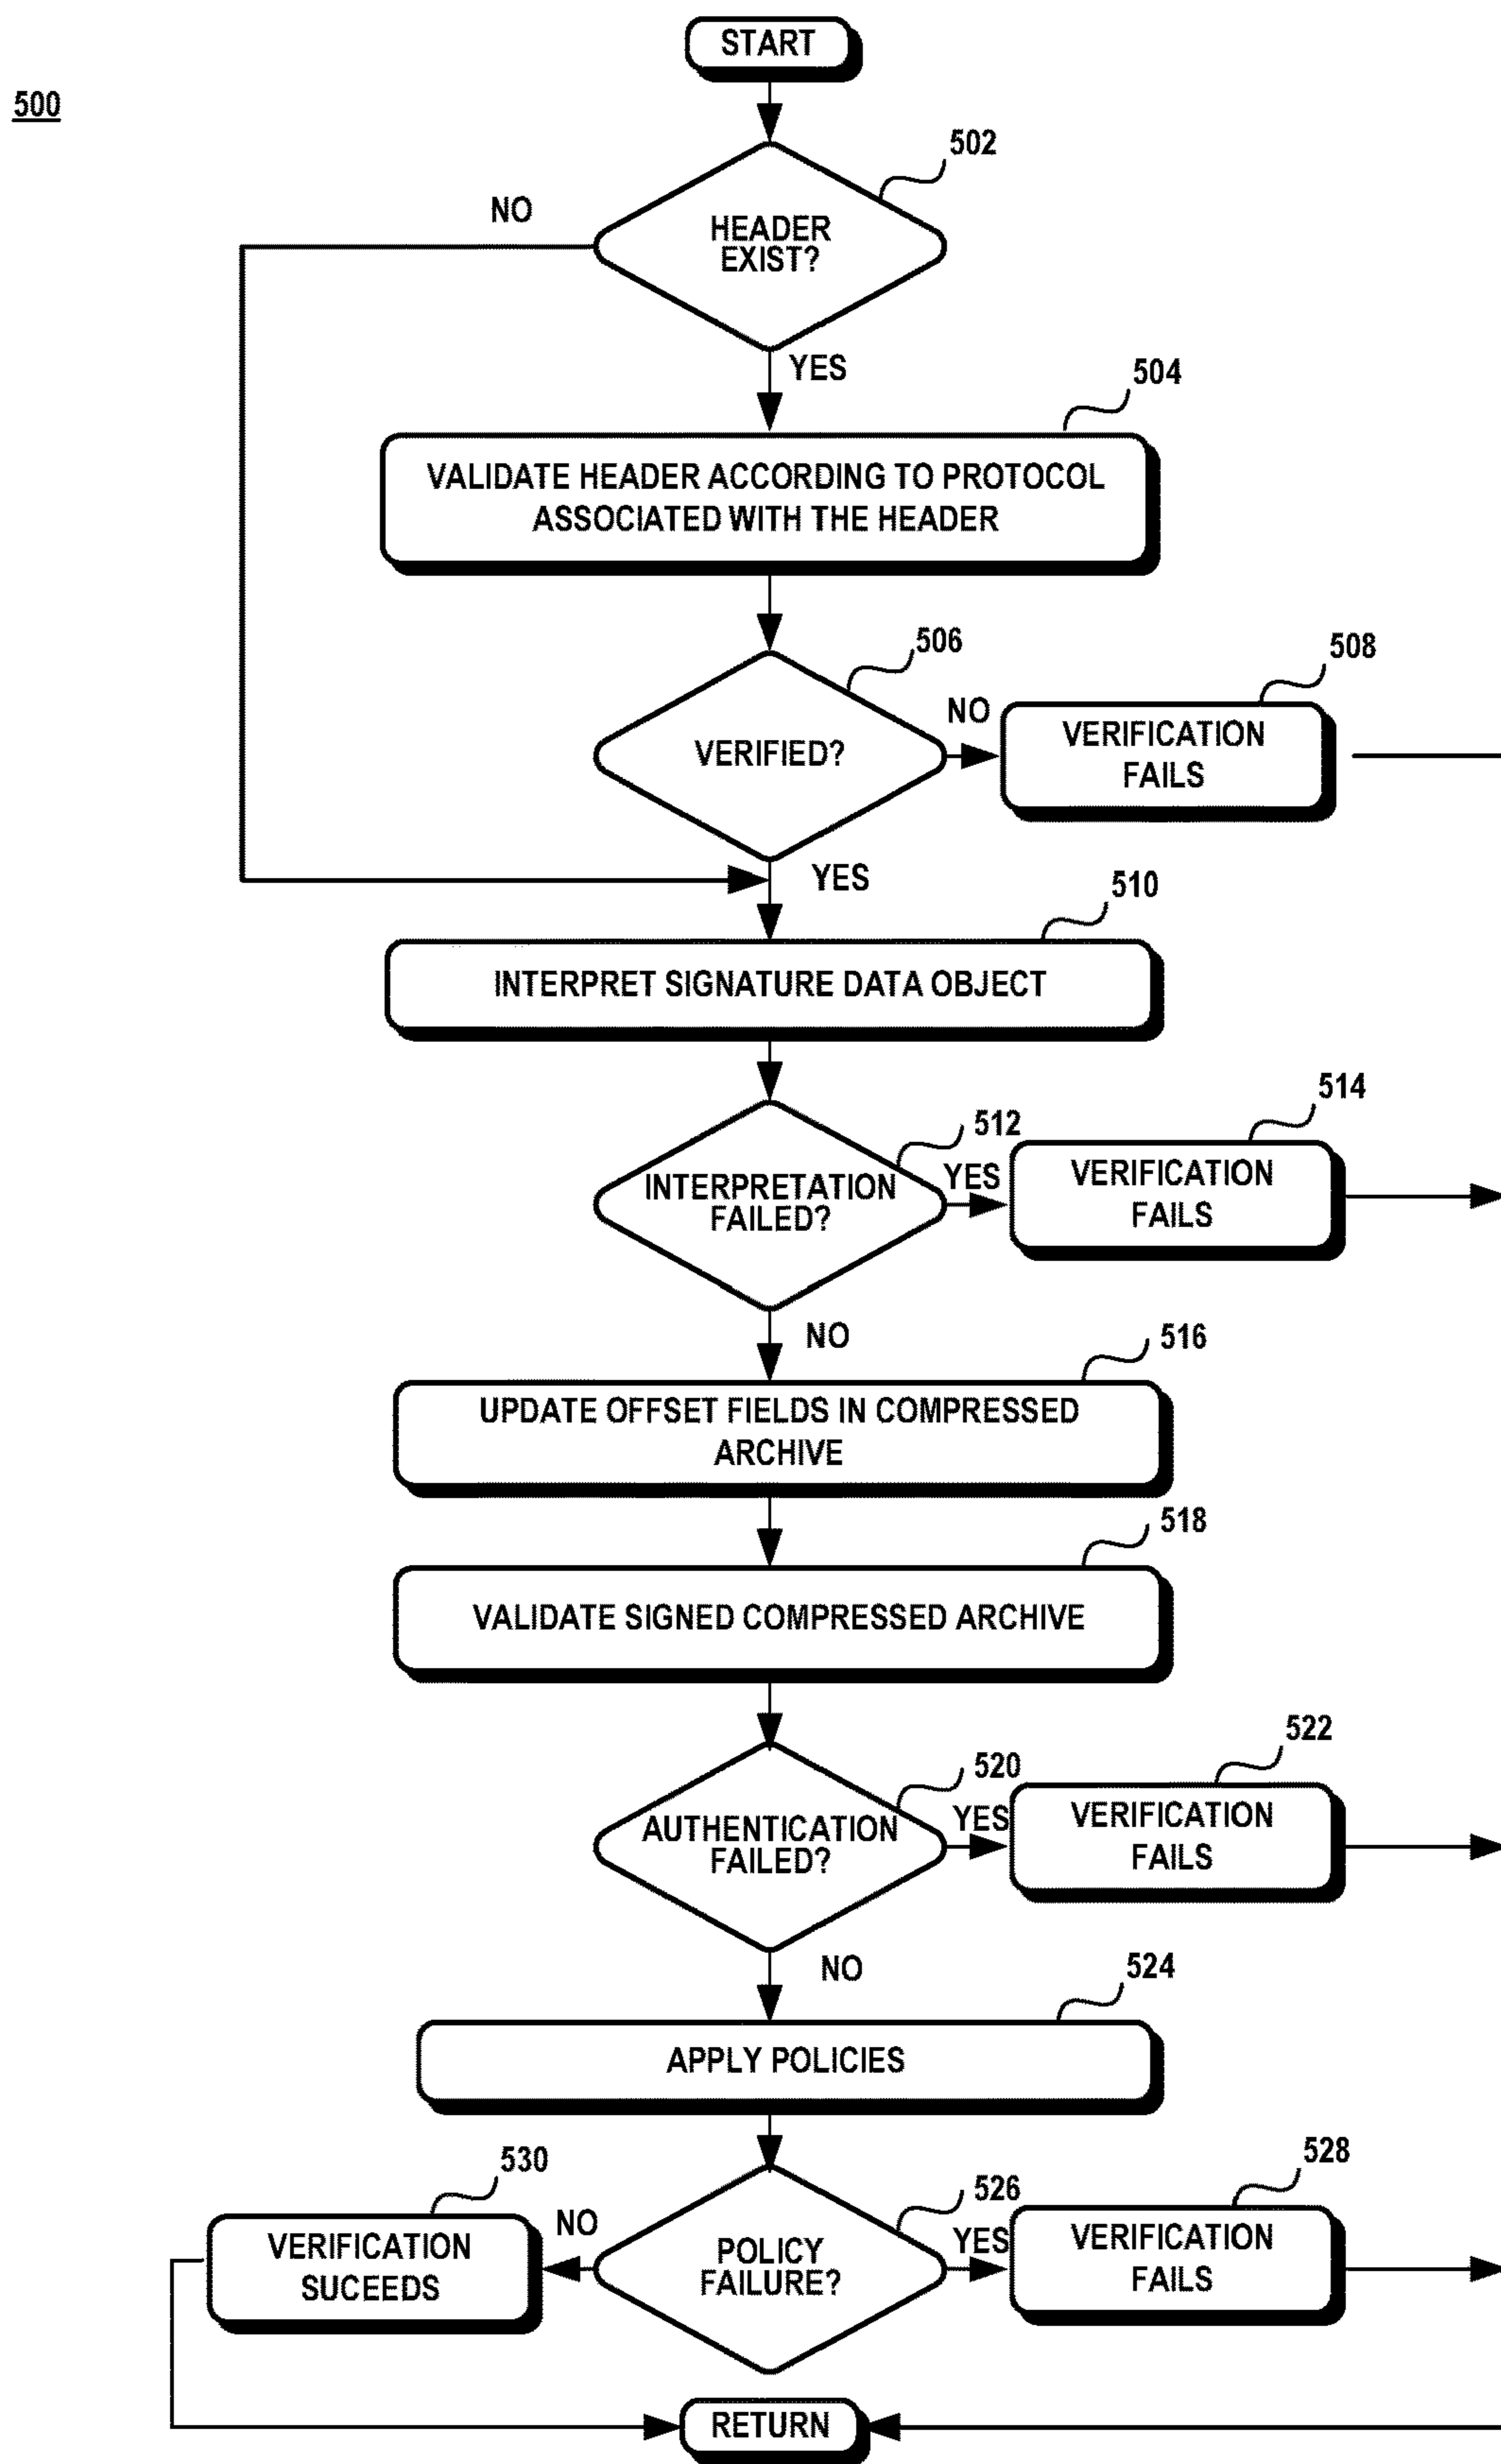 START
500
502
NO
HEADER
EXIST?
YES
504
VALIDATE HEADER ACCORDING TO PROTOCOL
ASSOCIATED WITH THE HEADER
506
508
NO
VERIFIED?
VERIFICATION
FAILS
YES
510
INTERPRET SIGNATURE DATA OBJECT
514
512
YES
INTERPRETATION
FAILED?
VERIFICATION
FAILS
NO
516
UPDATE OFFSET FIELDS IN COMPRESSED
ARCHIVE
518
VALIDATE SIGNED COMPRESSED ARCHIVE
522
520
YES
AUTHENTICATION
FAILED?
VERIFICATION
FAILS
NO
524
APPLY POLICIES
530
528
526
NO
YES
VERIFICATION
SUCEEDS
POLICY
FAILURE?
VERIFICATION
FAILS
RETURN